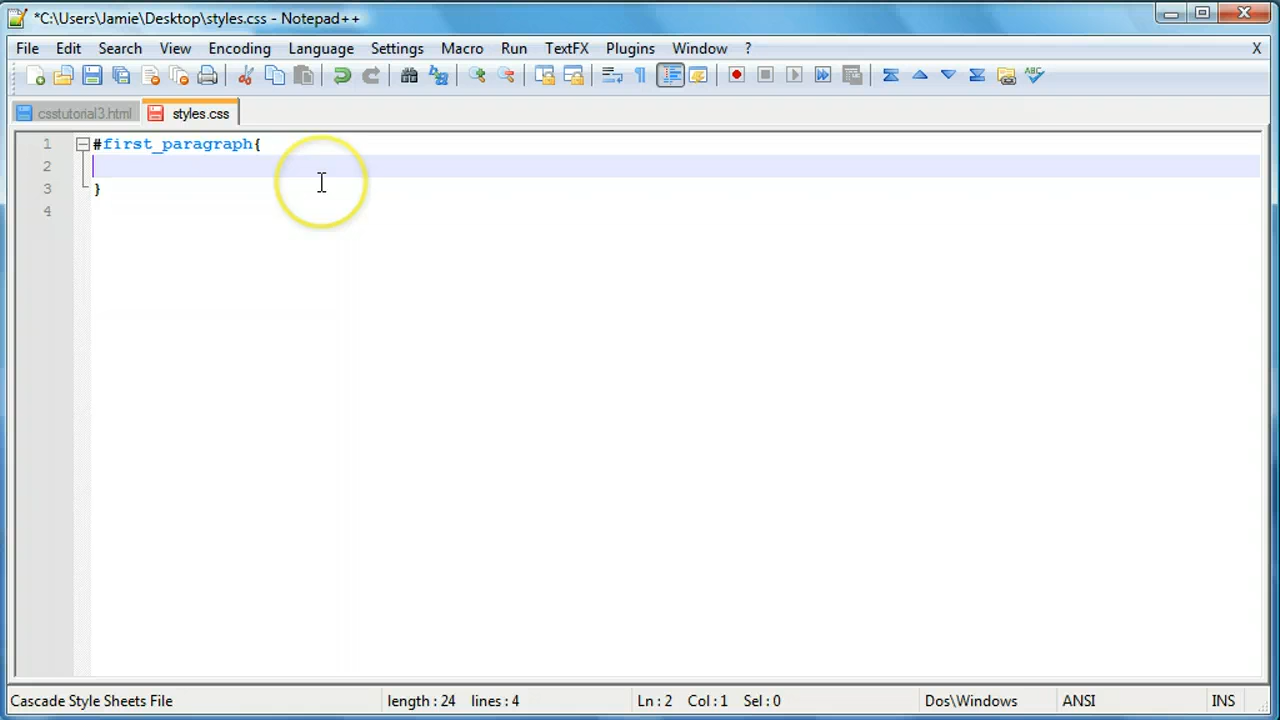 *C:\Users\Jamie\Desktop\styles.css - Notepad++
File Edit Search View Encoding Language Settings Macro Run TextFX Plugins Window ? X
csstutorial3.html styles.css
1 #first_paragraph{
2
3 }
4
Cascade Style Sheets File length : 24 lines : 4 Ln : 2 Col : 1 Sel : 0 Dos\Windows ANSI INS